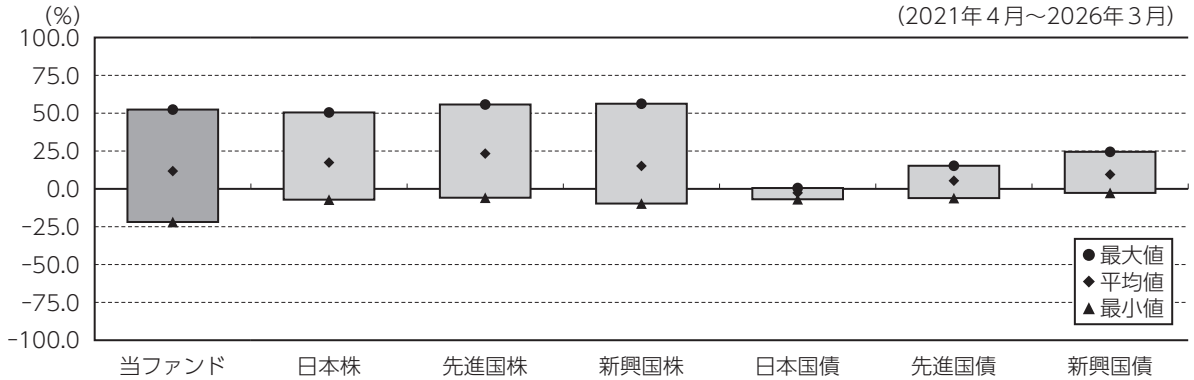 (%)
(2021年4月～2026年3月)
100.0
75.0
50.0
25.0
0.0
-25.0
-50.0
-75.0
-100.0
●最大値
◆平均値
▲最小値
当ファンド 日本株 先進国株 新興国株 日本国債 先進国債 新興国債